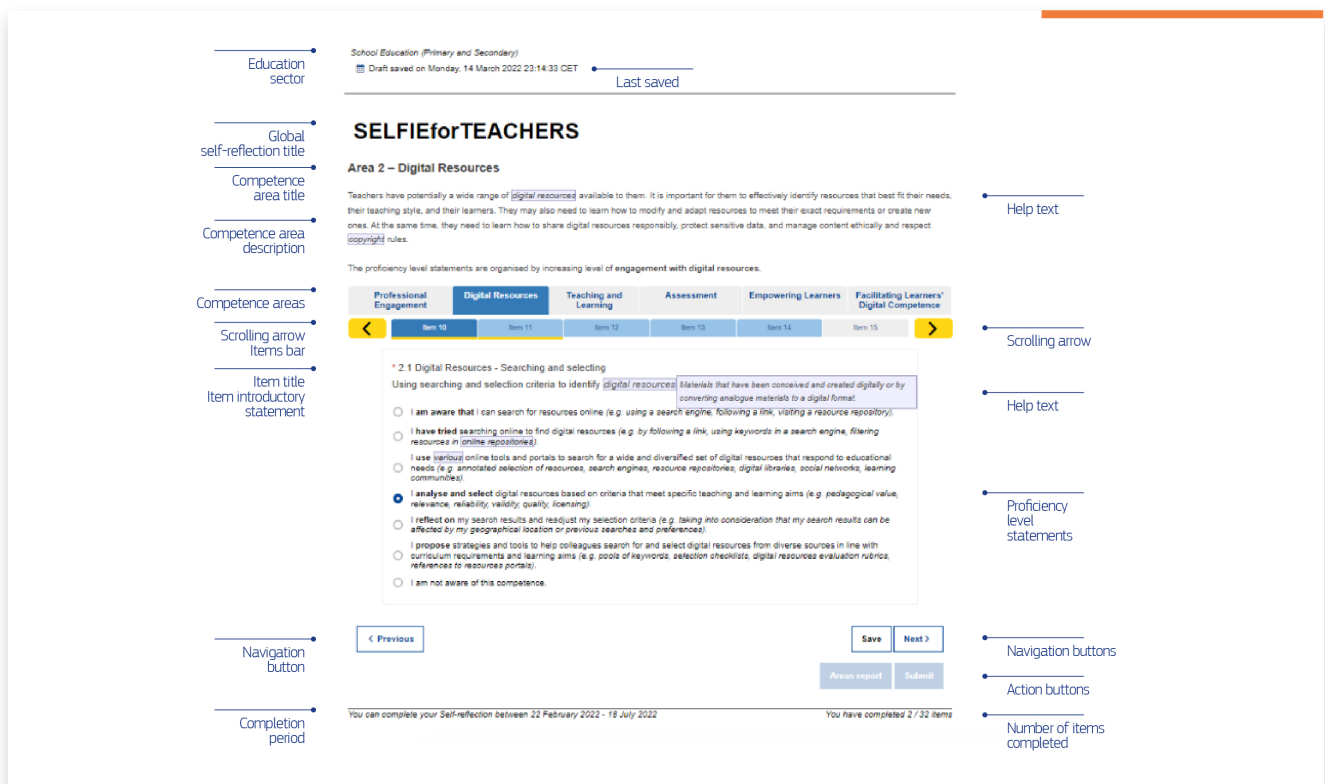 School Education (Primary and Secondary)
Education
sector
Draft saved on Monday, 14 March 2022 23:14:33 CET
Last saved
SELFIEforTEACHERS
Global
self-reflection title
Area 2 – Digital Resources
Competence
area title
Teachers have potentially a wide range of digital resources available to them. It is important for them to effectively identify resources that best fit their needs,
their teaching style, and their learners. They may also need to learn how to modify and adapt resources to meet their exact requirements or create new
ones. At the same time, they need to learn how to share digital resources responsibly, protect sensitive data, and manage content ethically and respect
copyright rules.
Help text
Competence area
description
The proficiency level statements are organised by increasing level of engagement with digital resources.
Competence areas
Professional
Engagement
Digital Resources
Teaching and
Learning
Assessment
Empowering Learners
Facilitating Learners'
Digital Competence
Scrolling arrow
Items bar
Item 10
Item 11
Item 12
Item 13
Item 14
Item 15
Scrolling arrow
Item title
Item introductory
statement
* 2.1 Digital Resources - Searching and selecting
Using searching and selection criteria to identify digital resources
Materials that have been conceived and created digitally or by
converting analogue materials to a digital format.
Help text
I am aware that I can search for resources online (e.g. using a search engine, following a link, visiting a resource repository).
I have tried searching online to find digital resources (e.g. by following a link, using keywords in a search engine, filtering
resources in online repositories).
I use various online tools and portals to search for a wide and diversified set of digital resources that respond to educational
needs (e.g. annotated selection of resources, search engines, resource repositories, digital libraries, social networks, learning
communities).
I analyse and select digital resources based on criteria that meet specific teaching and learning aims (e.g. pedagogical value,
relevance, reliability, validity, quality, licensing).
I reflect on my search results and readjust my selection criteria (e.g. taking into consideration that my search results can be
affected by my geographical location or previous searches and preferences).
I propose strategies and tools to help colleagues search for and select digital resources from diverse sources in line with
curriculum requirements and learning aims (e.g. pools of keywords, selection checklists, digital resources evaluation rubrics,
references to resources portals).
I am not aware of this competence.
Proficiency
level
statements
Navigation
button
< Previous
Save
Next >
Navigation buttons
Areas report
Submit
Action buttons
Completion
period
You can complete your Self-reflection between 22 February 2022 - 18 July 2022
You have completed 2 / 32 items
Number of items
completed